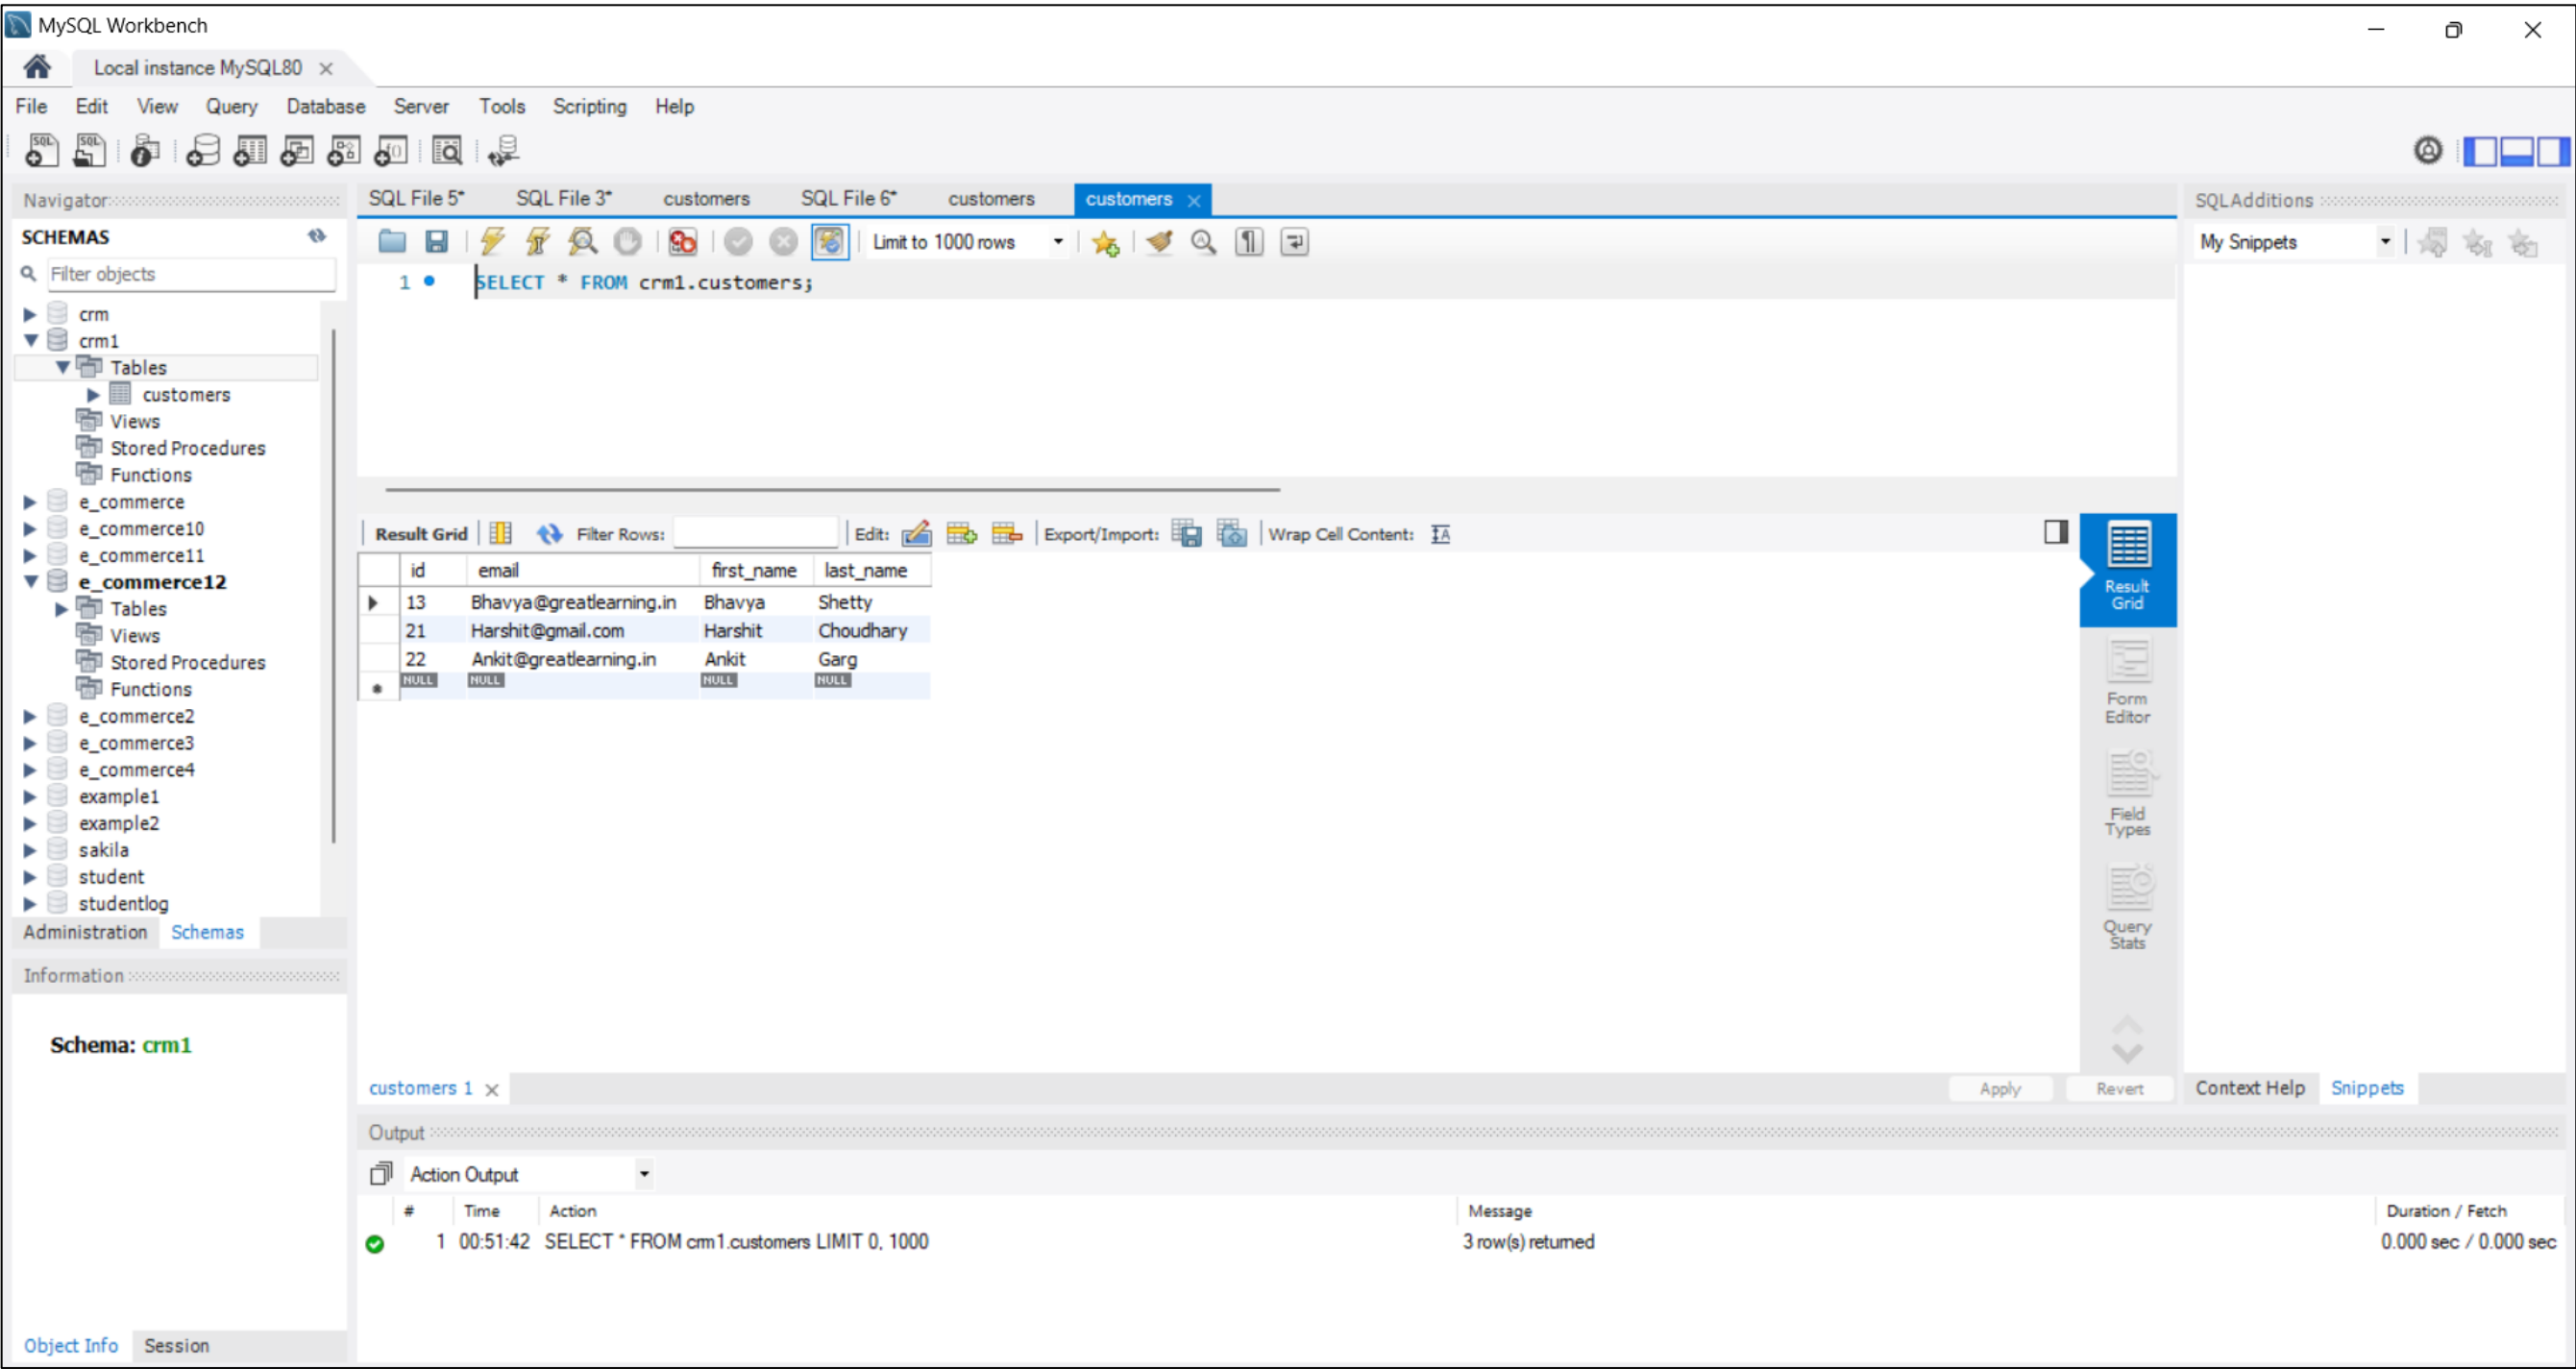 MySQL Workbench
Local instance MySQL80
File Edit View Query Database Server Tools Scripting Help
Navigator
SCHEMAS
Filter objects
crm
crm1
Tables
customers
Views
Stored Procedures
Functions
e_commerce
e_commerce10
e_commerce11
e_commerce12
Tables
Views
Stored Procedures
Functions
e_commerce2
e_commerce3
e_commerce4
example1
example2
sakila
student
studentlog
Administration Schemas
Information
Schema: crm1
Object Info Session
SQL File 5* SQL File 3* customers SQL File 6* customers customers
Limit to 1000 rows
1 SELECT * FROM crm1.customers;
Result Grid Filter Rows: Edit: Export/Import: Wrap Cell Content:
id email first_name last_name
13 Bhavya@greatlearning.in Bhavya Shetty
21 Harshit@gmail.com Harshit Choudhary
22 Ankit@greatlearning.in Ankit Garg
NULL NULL NULL NULL
Result
Grid
Form
Editor
Field
Types
Query
Stats
customers 1 Apply Revert
SQLAdditions
My Snippets
Context Help Snippets
Output
Action Output
# Time Action Message Duration / Fetch
1 00:51:42 SELECT * FROM crm1.customers LIMIT 0, 1000 3 row(s) returned 0.000 sec / 0.000 sec